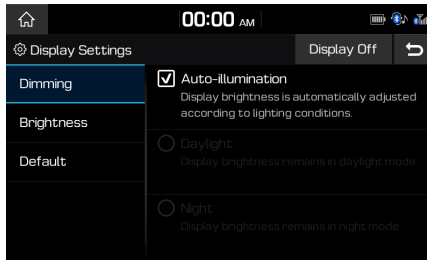 00:00 AM
Display Settings
Display Off
Dimming
Auto-illumination
Display brightness is automatically adjusted
according to lighting conditions.
Brightness
Daylight
Display brightness remains in daylight mode.
Default
Night
Display brightness remains in night mode.